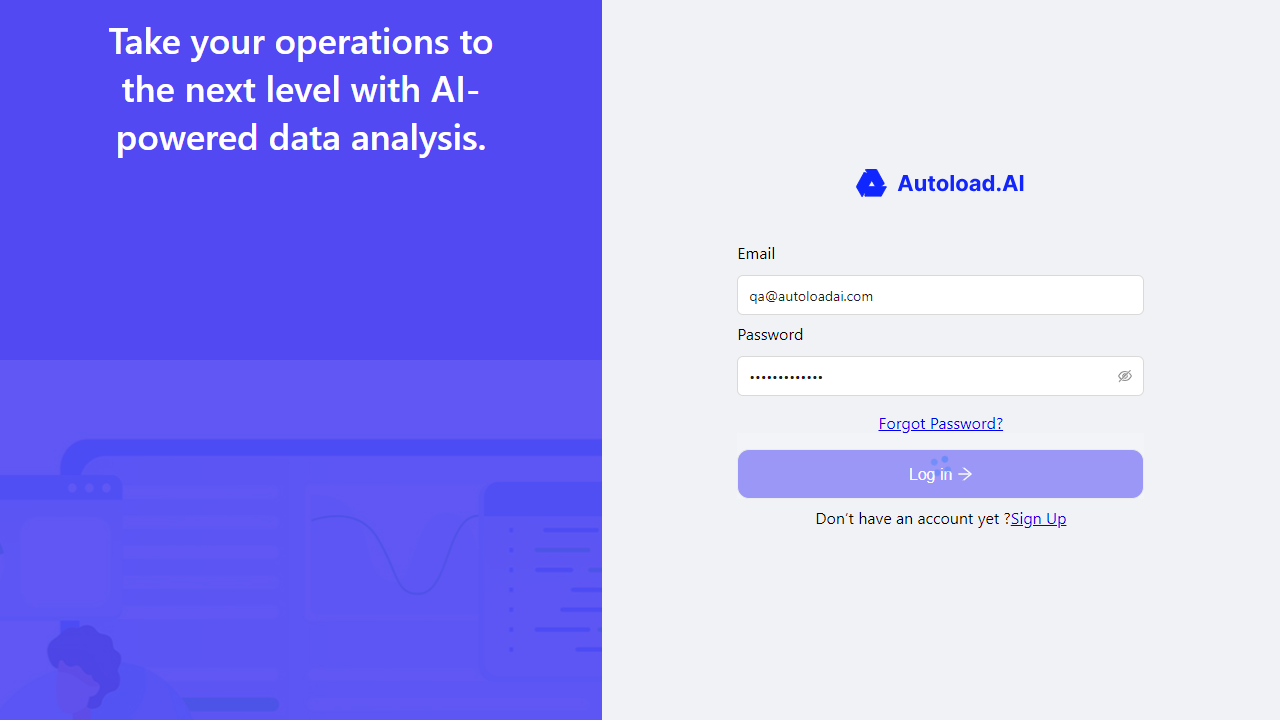 Take your operations to
the next level with AI-
powered data analysis.
Autoload.AI
Email
qa@autoloadai.com
Password
•••••••••••••
Forgot Password?
Log in →
Don't have an account yet ?Sign Up